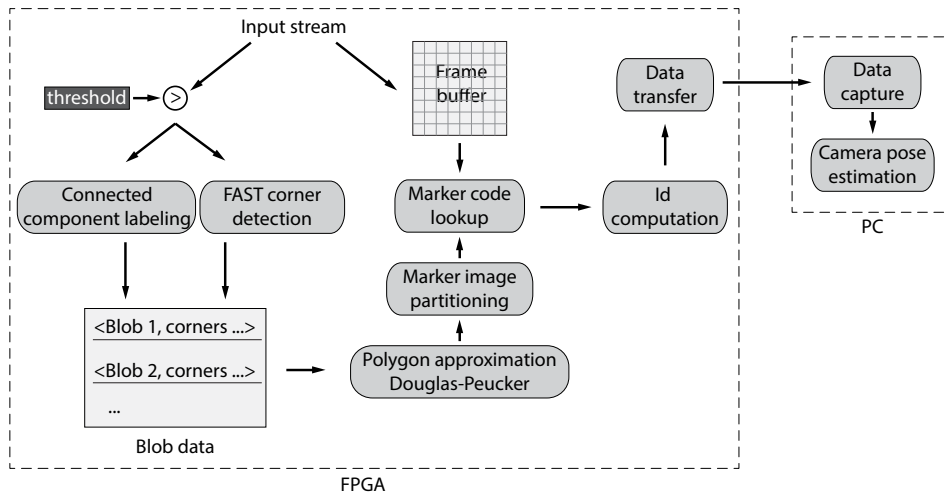 Input stream
threshold
>
Frame
buffer
Data
transfer
Data
capture
Camera pose
estimation
PC
Connected
component labeling
FAST corner
detection
Marker code
lookup
Id
computation
Marker image
partitioning
<Blob 1, corners ...>
<Blob 2, corners ...>
...
Polygon approximation
Douglas-Peucker
Blob data
FPGA